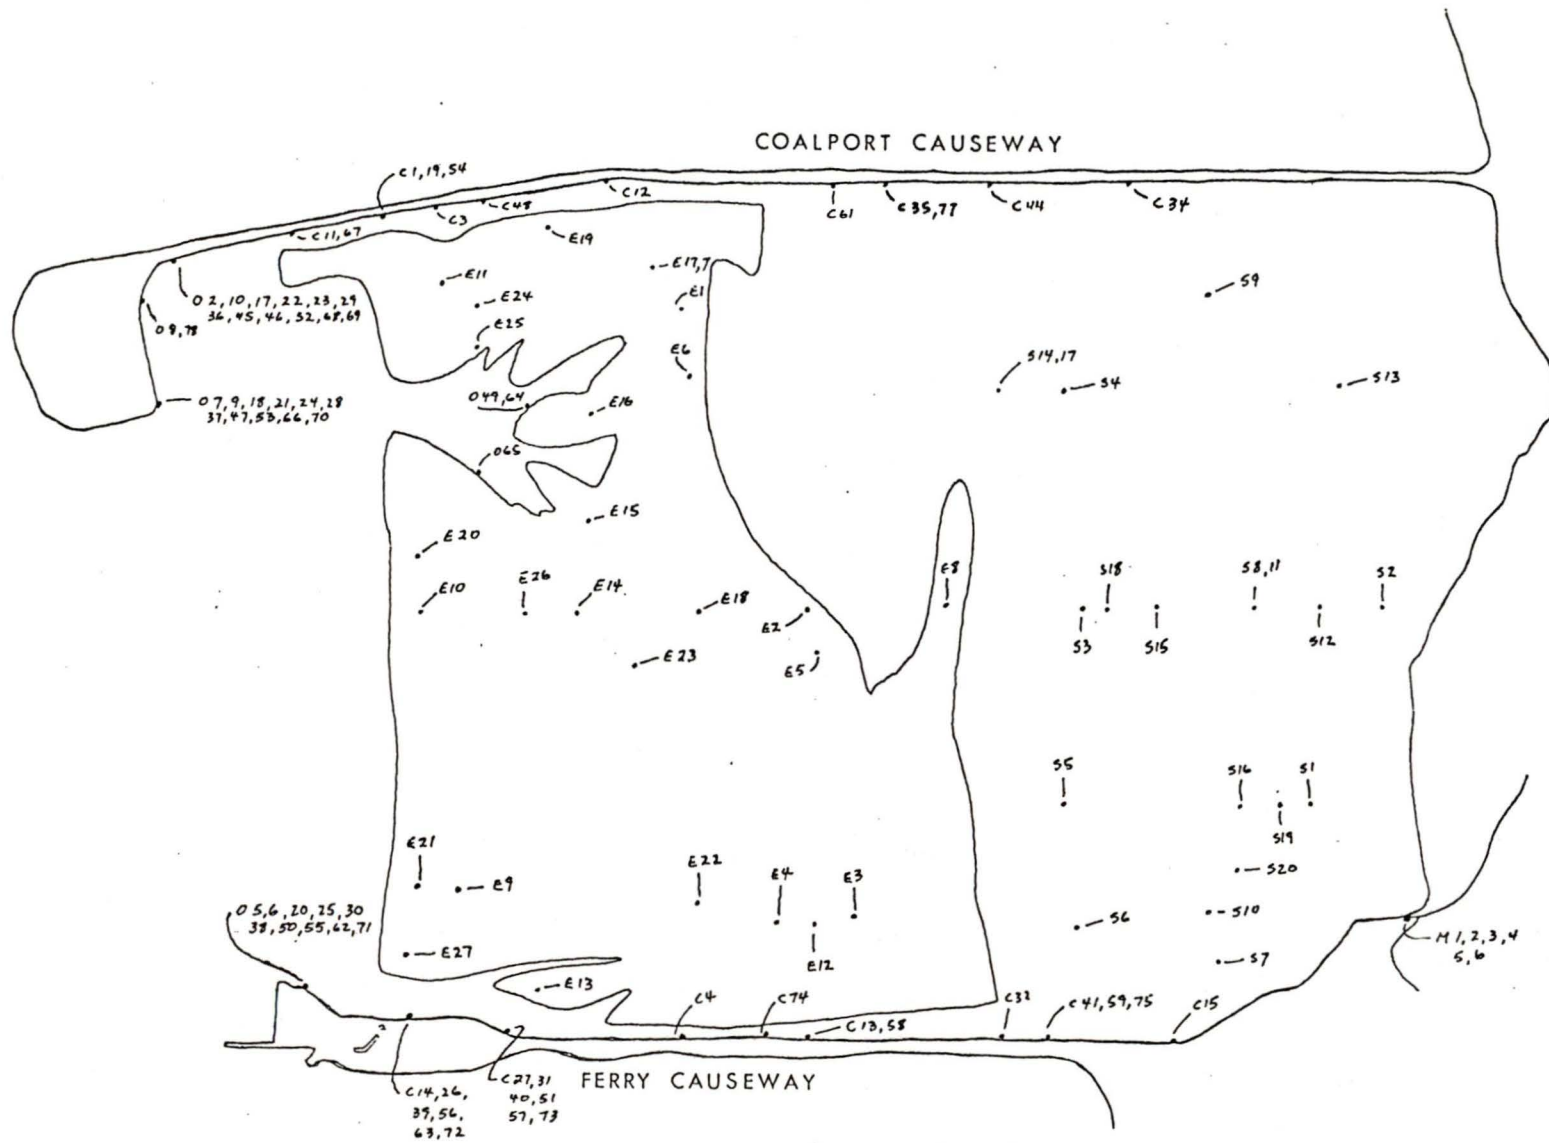 COALPORT CAUSEWAY
C1,19,54
C12
C48
C3
C61
C35,77
C44
C34
C11,67
E19
E17,7
E11
S9
O 2,10,17,22,23,29
36,45,46,52,68,69
E24
E1
O 8,78
E25
E6
S14,17
S4
S13
O 7,9,18,21,24,28
37,47,53,66,70
O49,64
E16
O65
E15
E20
E10
E26
E14
E18
E2
E8
S18
S8,11
S2
S3
S15
S12
E23
E5
S5
S16
S1
S19
E21
E9
E22
E4
E3
S20
O 5,6,20,25,30
38,50,55,62,71
S6
S10
M 1,2,3,4
5,6
E27
E12
S7
E13
C4
C74
C13,58
C32
C41,59,75
C15
FERRY CAUSEWAY
C14,26,
39,56,
63,72
C27,31
40,51
57,73